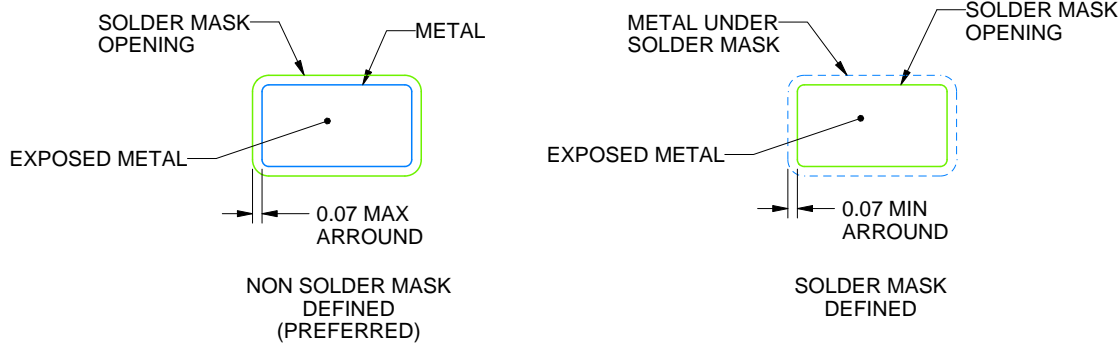 SOLDER MASK
OPENING
METAL
EXPOSED METAL
0.07 MAX
ARROUND
NON SOLDER MASK
DEFINED
(PREFERRED)
METAL UNDER
SOLDER MASK
SOLDER MASK
OPENING
EXPOSED METAL
0.07 MIN
ARROUND
SOLDER MASK
DEFINED